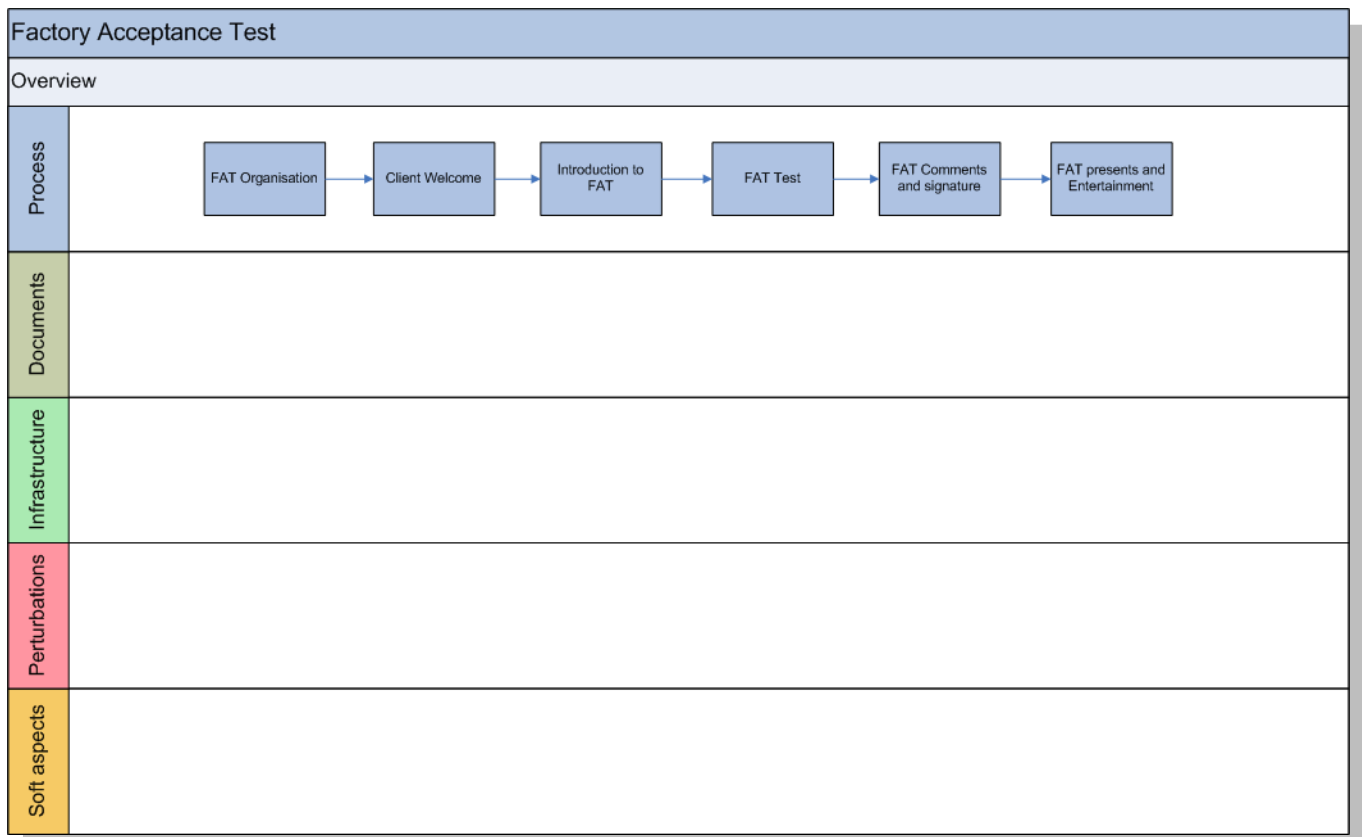 Factory Acceptance Test
Overview
Process
FAT Organisation
Client Welcome
Introduction to
FAT
FAT Test
FAT Comments
and signature
FAT presents and
Entertainment
Documents
Infrastructure
Perturbations
Soft aspects